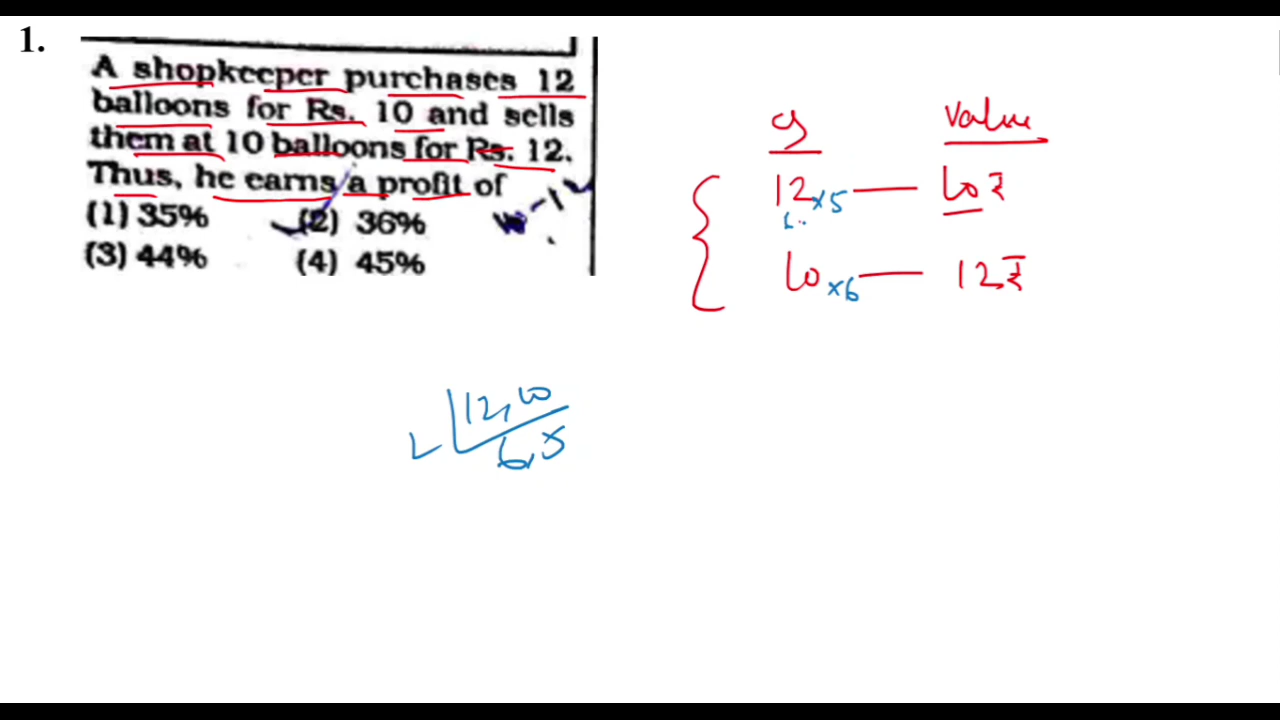 1.
A shopkeeper purchases 12
balloons for Rs. 10 and sells
them at 10 balloons for Rs. 12.
Thus, he earns a profit of
(1) 35% (2) 36%
(3) 44% (4) 45%
value
12 ×5 — 10 ₹
10 ×6 — 12 ₹
12, 10
6, 5